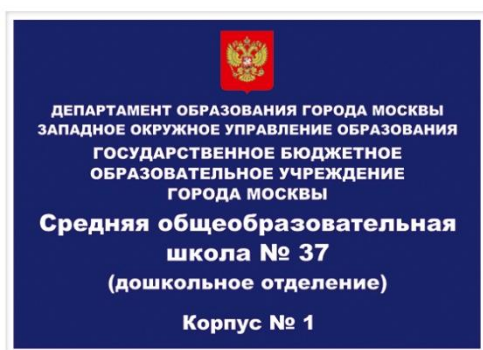 ДЕПАРТАМЕНТ ОБРАЗОВАНИЯ ГОРОДА МОСКВЫ
ЗАПАДНОЕ ОКРУЖНОЕ УПРАВЛЕНИЕ ОБРАЗОВАНИЯ
ГОСУДАРСТВЕННОЕ БЮДЖЕТНОЕ
ОБРАЗОВАТЕЛЬНОЕ УЧРЕЖДЕНИЕ
ГОРОДА МОСКВЫ
Средняя общеобразовательная
школа № 37
(дошкольное отделение)
Корпус № 1